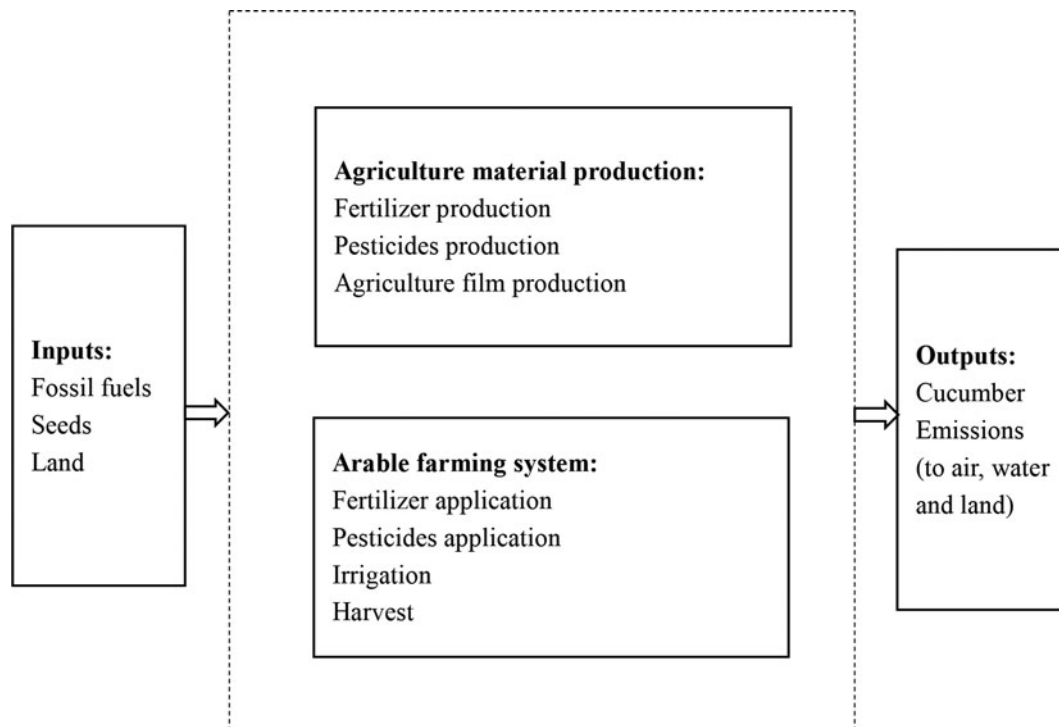 Agriculture material production:
Fertilizer production
Pesticides production
Agriculture film production
Inputs:
Fossil fuels
Seeds
Land
Arable farming system:
Fertilizer application
Pesticides application
Irrigation
Harvest
Outputs:
Cucumber
Emissions
(to air, water
and land)